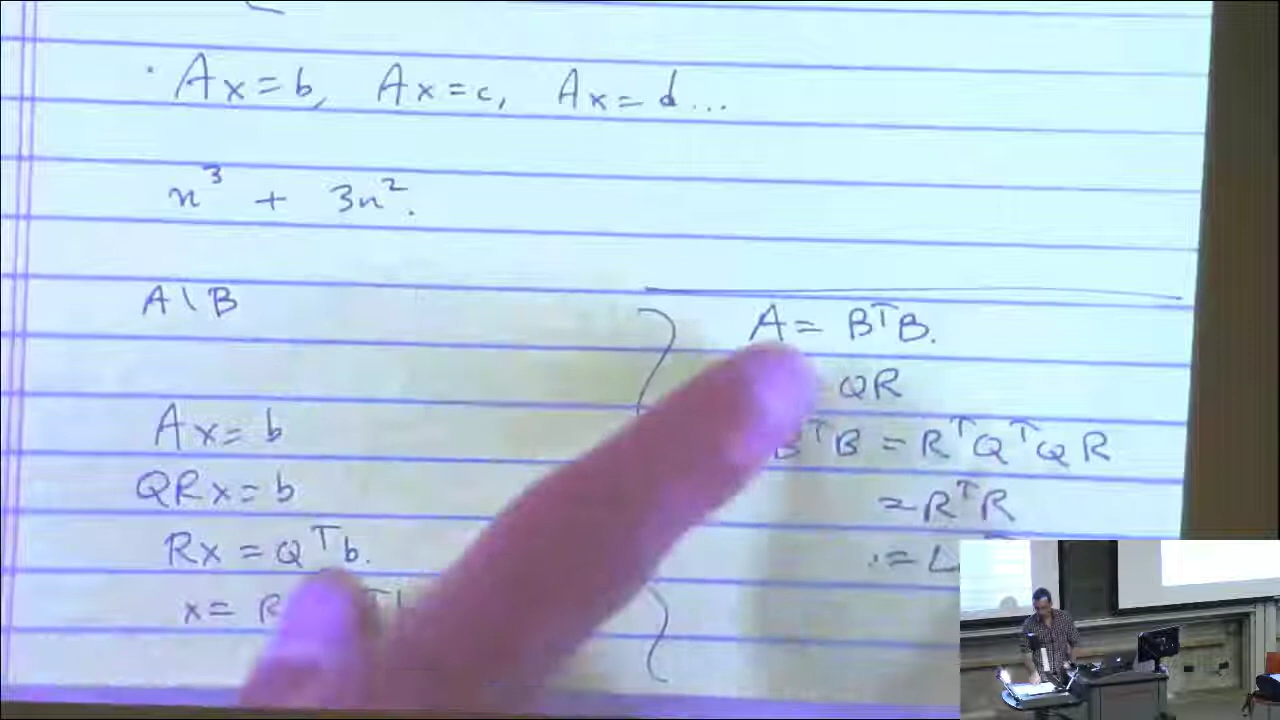 · Ax=b, Ax=c, Ax=d...
n³ + 3n².
A\B
Ax=b
QRx=b
Rx = Qᵀb.
x=
A= BᵀB.
QR
BᵀB = RᵀQᵀQR
=RᵀR